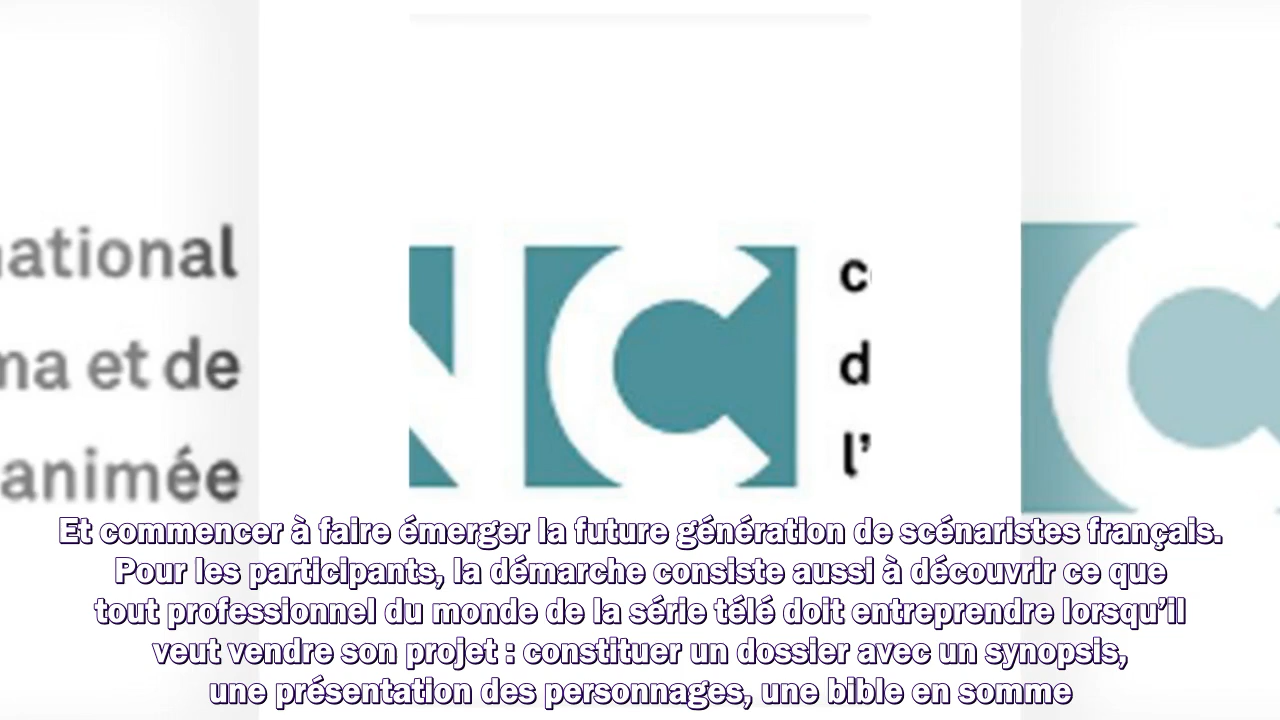 national
ma et de
animée
NC
c
d
l'
C
Et commencer à faire émerger la future génération de scénaristes français.
Pour les participants, la démarche consiste aussi à découvrir ce que
tout professionnel du monde de la série télé doit entreprendre lorsqu'il
veut vendre son projet : constituer un dossier avec un synopsis,
une présentation des personnages, une bible en somme